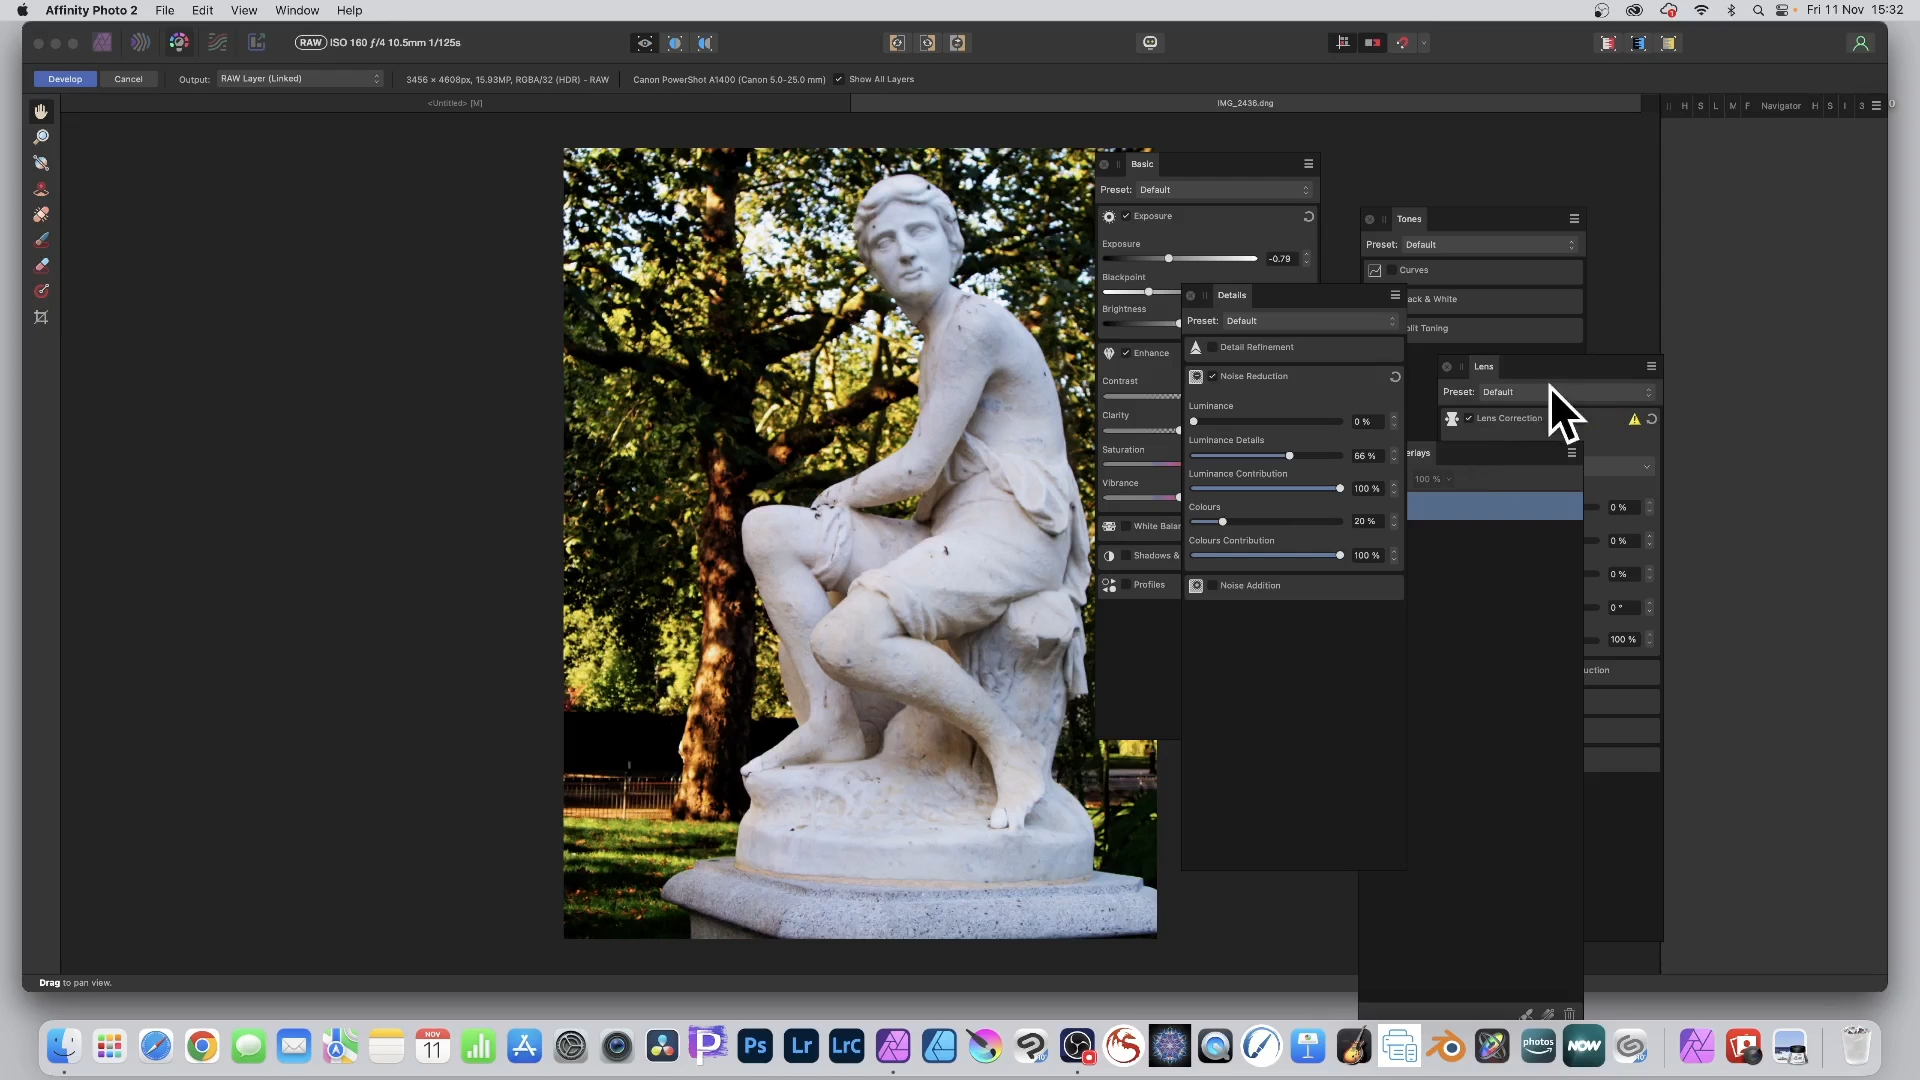 Affinity Photo 2 File Edit View Window Help Fri 11 Nov 15:32
RAW ISO 160 ƒ/4 10.5mm 1/125s
Develop Cancel Output: RAW Layer (Linked) 3456 × 4608px, 15.93MP, RGBA/32 (HDR) - RAW Canon PowerShot A1400 (Canon 5.0-25.0 mm) Show All Layers
<Untitled> [M] IMG_2436.dng
H S L M F Navigator H S I 3
Basic
Preset: Default
Exposure
Exposure
-0.79
Blackpoint
Brightness
Enhance
Contrast
Clarity
Saturation
Vibrance
White Balan
Shadows &
Profiles
Details
Preset: Default
Detail Refinement
Noise Reduction
Luminance
0 %
Luminance Details
66 %
Luminance Contribution
100 %
Colours
20 %
Colours Contribution
100 %
Noise Addition
Tones
Preset: Default
Curves
ack & White
plit Toning
Lens
Preset: Default
Lens Correction
0 %
0 %
0 %
0 °
100 %
uction
erlays
100 %
Drag to pan view.
NOV
11
Ps Lr LrC
photos
NOW